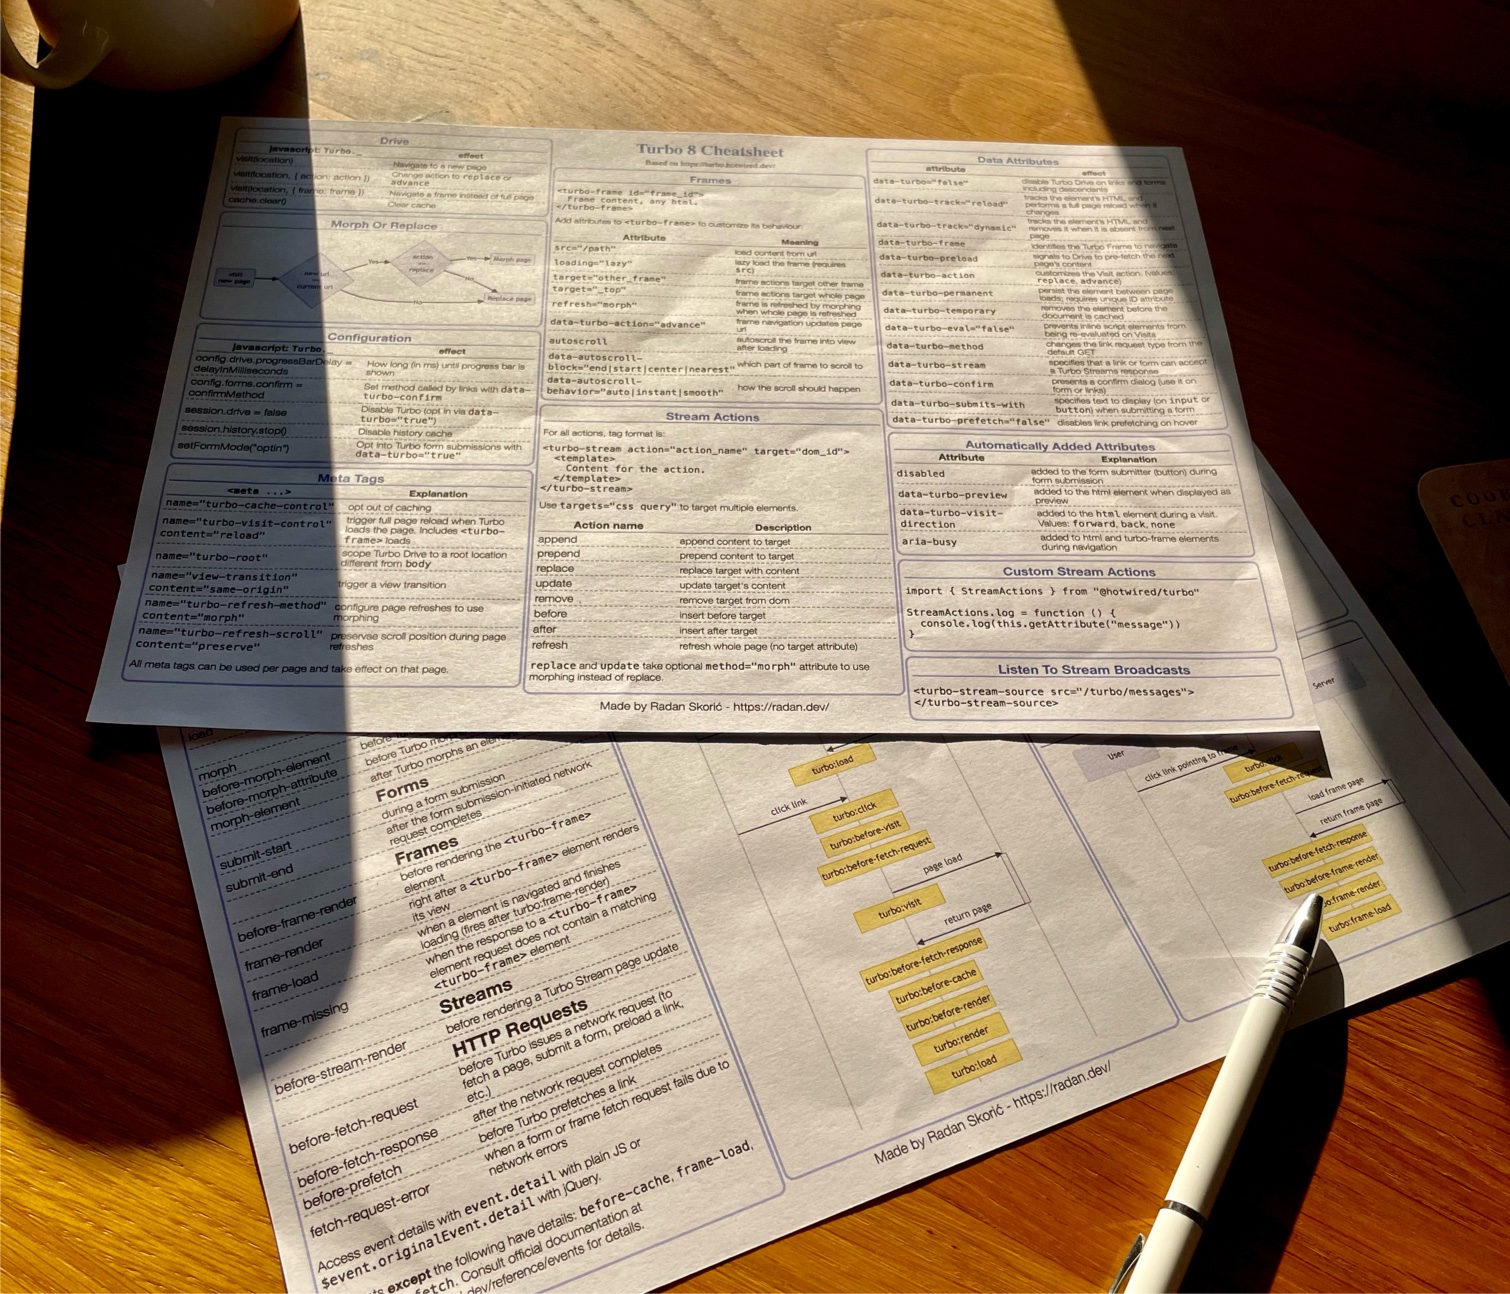 Turbo 8 Cheatsheet
Based on https://turbo.hotwired.dev/
Drive
javascript: Turbo._ effect
visit(location) Navigate to a new page
visit(location, { action: action }) Change action to replace or
advance
visit(location, { frame: frame }) Navigate a frame instead of full page
cache.clear() Clear cache
Morph Or Replace
visit
new page
new url
current url
yes
action
replace
yes
Morph page
no
no
Replace page
Configuration
javascript: Turbo._ effect
config.drive.progressBarDelay =
delayInMilliseconds
How long (in ms) until progress bar is
shown
config.forms.confirm =
confirmMethod
Set method called by links with data-
turbo-confirm
session.drive = false
Disable Turbo (opt in via data-
turbo="true")
session.history.stop() Disable history cache
setFormMode("optin")
Opt into Turbo form submissions with
data-turbo="true"
Meta Tags
<meta ...> Explanation
name="turbo-cache-control" opt out of caching
name="turbo-visit-control"
content="reload"
trigger full page reload when Turbo
loads the page. Includes <turbo-
frame> loads
name="turbo-root"
scope Turbo Drive to a root location
different from body
name="view-transition"
content="same-origin"
trigger a view transition
name="turbo-refresh-method"
content="morph"
configure page refreshes to use
morphing
name="turbo-refresh-scroll"
content="preserve"
preservae scroll position during page
refreshes
All meta tags can be used per page and take effect on that page.
Frames
<turbo-frame id="frame_id">
Frame content, any html.
</turbo-frame>
Add attributes to <turbo-frame> to customize its behaviour:
Attribute Meaning
src="/path" load content from url
loading="lazy" lazy load the frame (requires
src)
target="other_frame" frame actions target other frame
target="_top" frame actions target whole page
refresh="morph" frame is refreshed by morphing
when whole page is refreshed
data-turbo-action="advance" frame navigation updates page
url
autoscroll autoscroll the frame into view
after loading
data-autoscroll-
block="end|start|center|nearest" which part of frame to scroll to
data-autoscroll-
behavior="auto|instant|smooth" how the scroll should happen
Stream Actions
For all actions, tag format is:
<turbo-stream action="action_name" target="dom_id">
<template>
Content for the action.
</template>
</turbo-stream>
Use targets="css query" to target multiple elements.
Action name Description
append append content to target
prepend prepend content to target
replace replace target with content
update update target's content
remove remove target from dom
before insert before target
after insert after target
refresh refresh whole page (no target attribute)
replace and update take optional method="morph" attribute to use
morphing instead of replace.
Made by Radan Skorić - https://radan.dev/
Data Attributes
attribute effect
data-turbo="false" disable Turbo Drive on links and forms
including descendants
data-turbo-track="reload" tracks the element's HTML and
performs a full page reload when it
changes
data-turbo-track="dynamic" tracks the element's HTML and
removes it when it is absent from next
page
data-turbo-frame identifies the Turbo Frame to navigate
data-turbo-preload signals to Drive to pre-fetch the next
page's content
data-turbo-action customizes the Visit action. (values:
replace, advance)
data-turbo-permanent persist the element between page
loads; requires unique ID attribute
data-turbo-temporary removes the element before the
document is cached
data-turbo-eval="false" prevents inline script elements from
being re-evaluated on Visits
data-turbo-method changes the link request type from the
default GET
data-turbo-stream specifies that a link or form can accept
a Turbo Streams response
data-turbo-confirm presents a confirm dialog (use it on
form or links)
data-turbo-submits-with specifies text to display (on input or
button) when submitting a form
data-turbo-prefetch="false" disables link prefetching on hover
Automatically Added Attributes
Attribute Explanation
disabled added to the form submitter (button) during
form submission
data-turbo-preview added to the html element when displayed as
preview
data-turbo-visit-
direction
added to the html element during a visit.
Values: forward, back, none
aria-busy added to html and turbo-frame elements
during navigation
Custom Stream Actions
import { StreamActions } from "@hotwired/turbo"
StreamActions.log = function () {
console.log(this.getAttribute("message"))
}
Listen To Stream Broadcasts
<turbo-stream-source src="/turbo/messages">
</turbo-stream-source>
load
morph
before-morph-element before Turbo
before-morph-attribute before Turbo
morph-element after Turbo morphs an
Forms
submit-start during a form submission
submit-end after the form submission-initiated network
request completes
Frames
before-frame-render before rendering the <turbo-frame>
element
frame-render right after a <turbo-frame> element renders
its view
frame-load when a element is navigated and finishes
loading (fires after turbo:frame-render)
frame-missing when the response to a <turbo-frame>
element request does not contain a matching
<turbo-frame> element
Streams
before-stream-render before rendering a Turbo Stream page update
HTTP Requests
before-fetch-request before Turbo issues a network request (to
fetch a page, submit a form, preload a link,
etc.)
before-fetch-response after the network request completes
before-prefetch before Turbo prefetches a link
fetch-request-error when a form or frame fetch request fails due to
network errors
Access event details with event.detail with plain JS or
$event.originalEvent.detail with jQuery.
except the following have details: before-cache, frame-load,
fetch. Consult official documentation at
dev/reference/events for details.
turbo:load
click link
turbo:click
turbo:before-visit
turbo:before-fetch-request
page load
turbo:visit
return page
turbo:before-fetch-response
turbo:before-cache
turbo:before-render
turbo:render
turbo:load
Made by Radan Skorić - https://radan.dev/
Server
User
click link pointing to frame
turbo:before-fetch-request
load frame page
return frame page
turbo:before-fetch-response
turbo:before-frame-render
turbo:frame-render
turbo:frame-load